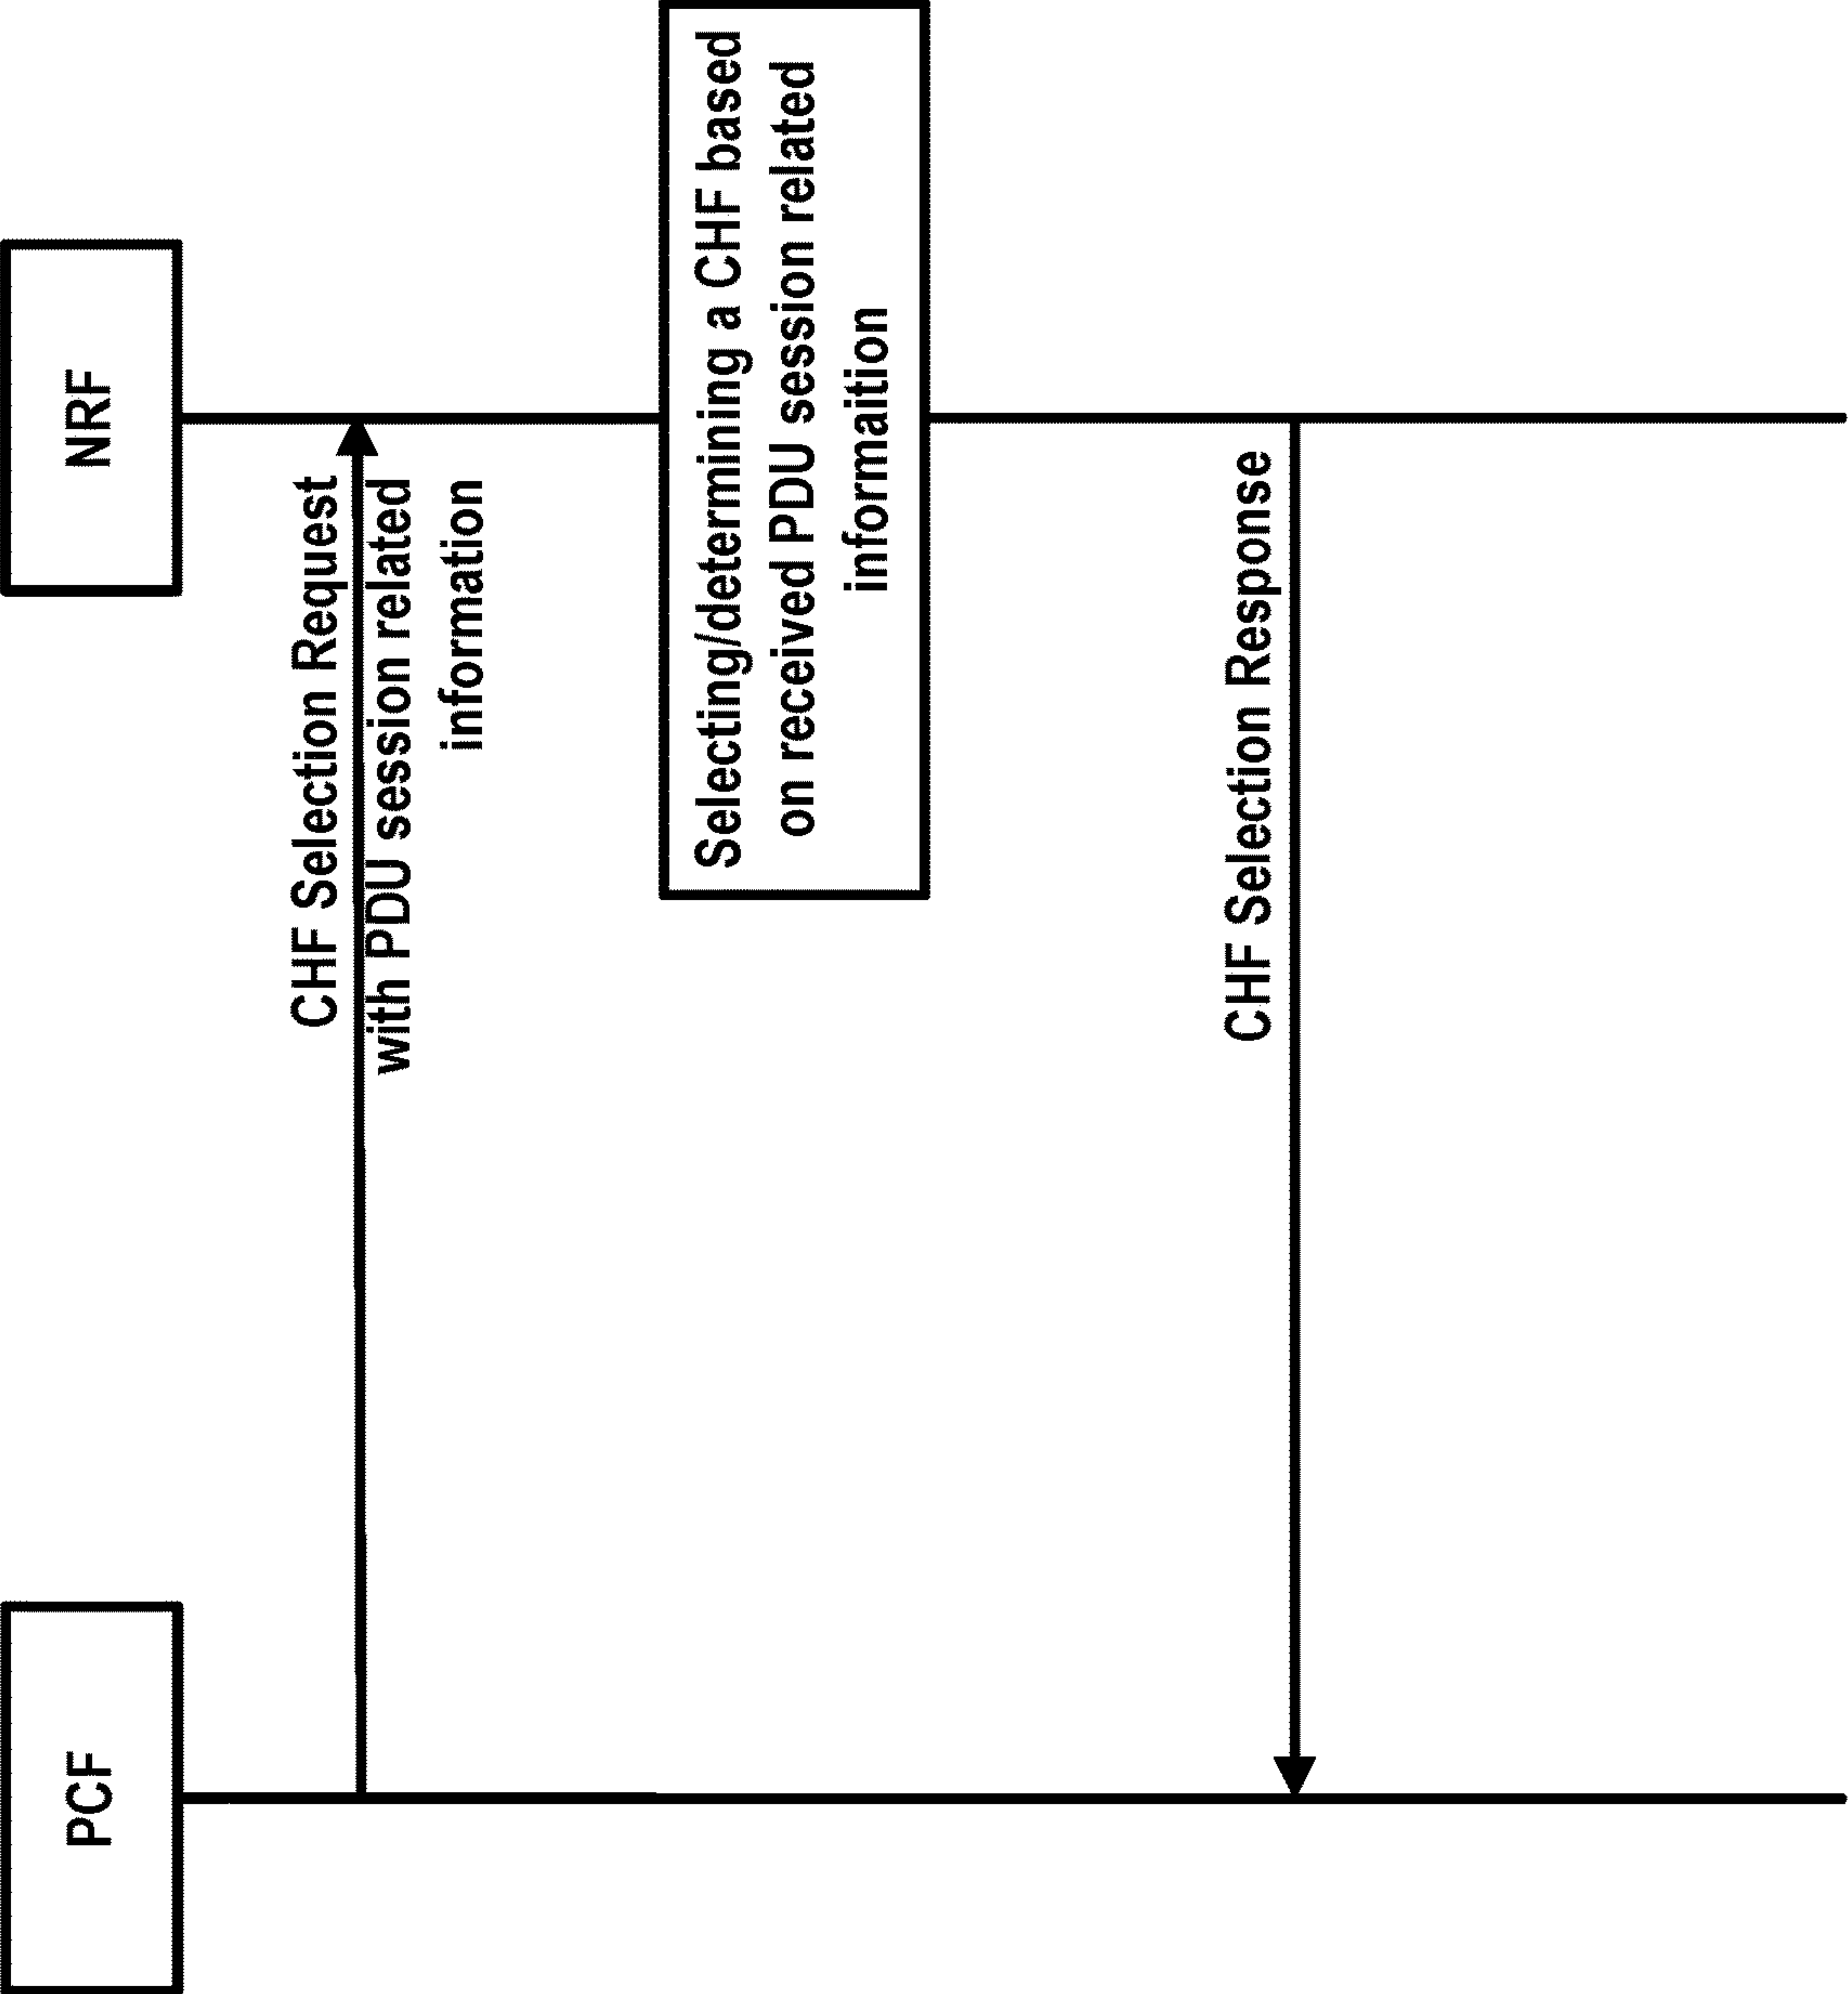 PCF
NRF
CHF Selection Request
with PDU session related
information
Selecting/determining a CHF based
on received PDU session related
informaition
CHF Selection Response